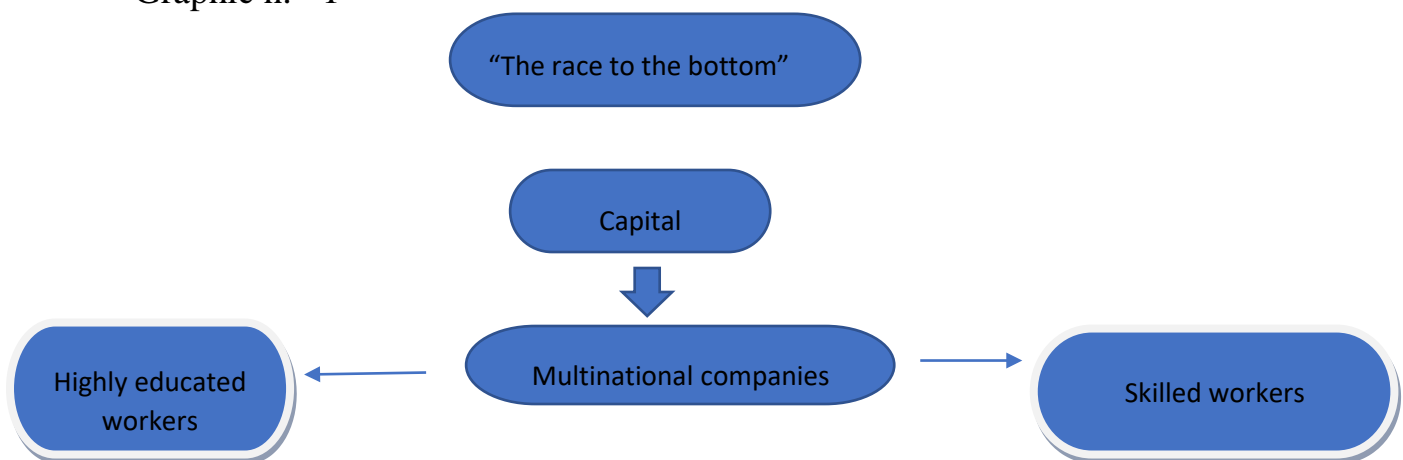 “The race to the bottom”
Capital
Multinational companies
Highly educated
workers
Skilled workers